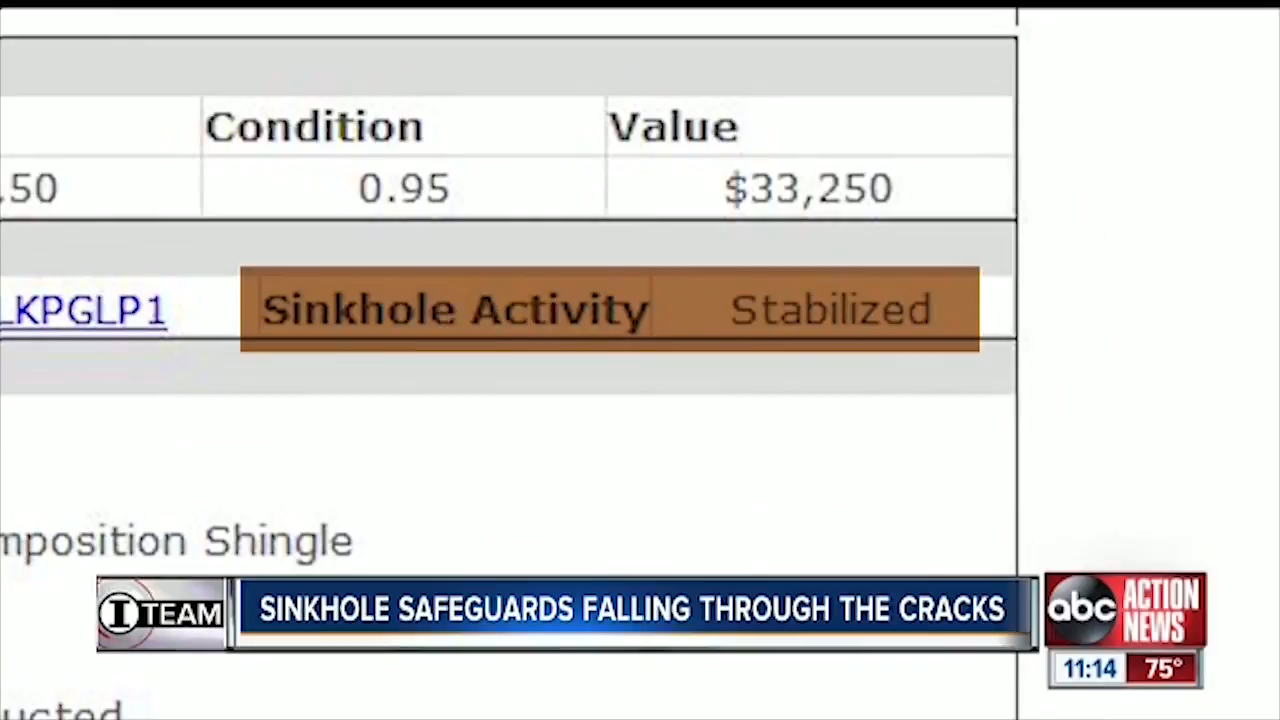 Condition Value
.50 0.95 $33,250
LKPGLP1 Sinkhole Activity Stabilized
mposition Shingle
I TEAM SINKHOLE SAFEGUARDS FALLING THROUGH THE CRACKS
abc ACTION NEWS
11:14 75°
ucted